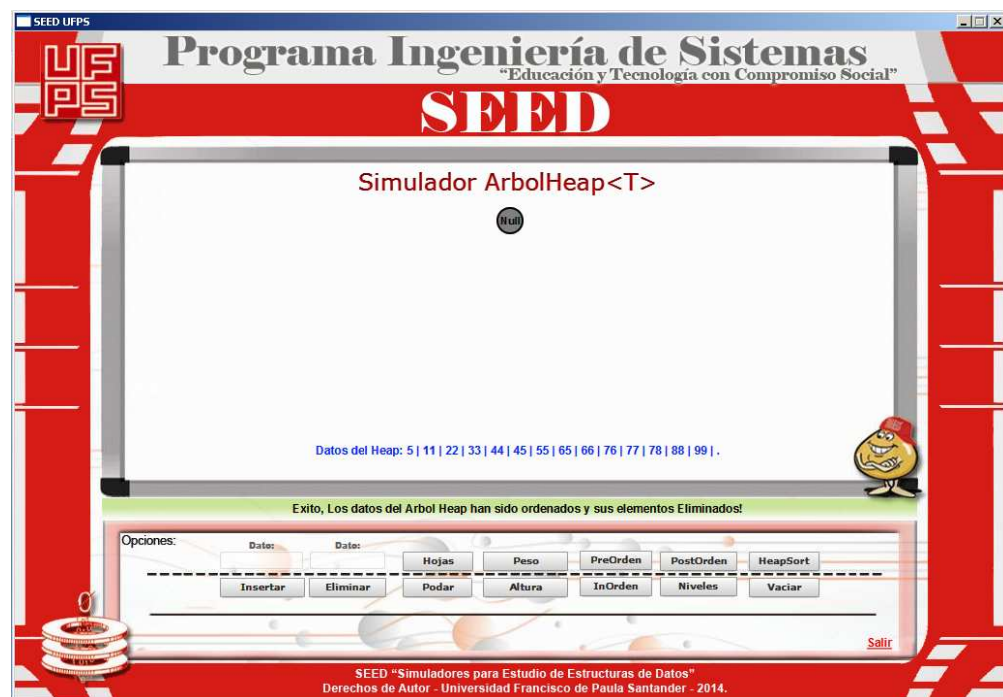 SEED UFPS
UFPS
Programa Ingeniería de Sistemas
“Educación y Tecnología con Compromiso Social”
SEED
Simulador ArbolHeap<T>
Null
Datos del Heap: 5 | 11 | 22 | 33 | 44 | 45 | 55 | 65 | 66 | 76 | 77 | 78 | 88 | 99 | .
Exito, Los datos del Arbol Heap han sido ordenados y sus elementos Eliminados!
Opciones:
Dato: Dato:
Hojas Peso PreOrden PostOrden HeapSort
Insertar Eliminar Podar Altura InOrden Niveles Vaciar
Salir
SEED “Simuladores para Estudio de Estructuras de Datos”
Derechos de Autor - Universidad Francisco de Paula Santander - 2014.